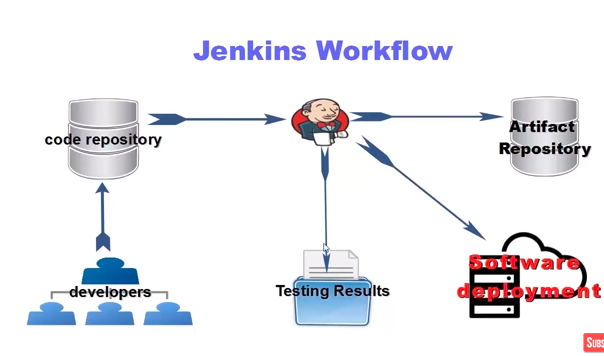 Jenkins Workflow
code repository
Artifact
Repository
developers
Testing Results
Software
deployment